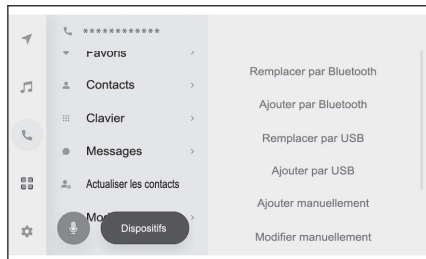 ************
Favoris
Contacts
Clavier
Messages
Actualiser les contacts
Dispositifs
Remplacer par Bluetooth
Ajouter par Bluetooth
Remplacer par USB
Ajouter par USB
Ajouter manuellement
Modifier manuellement